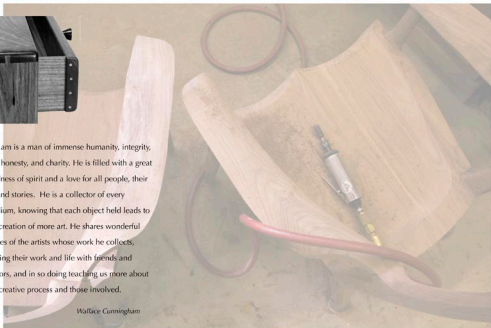 am is a man of immense humanity, integrity,
honesty, and charity. He is filled with a great
ness of spirit and a love for all people, their
nd stories.  He is a collector of every
ium, knowing that each object held leads to
creation of more art. He shares wonderful
es of the artists whose work he collects,
ing their work and life with friends and
ors, and in so doing teaching us more about
creative process and those involved.
Wallace Cunningham